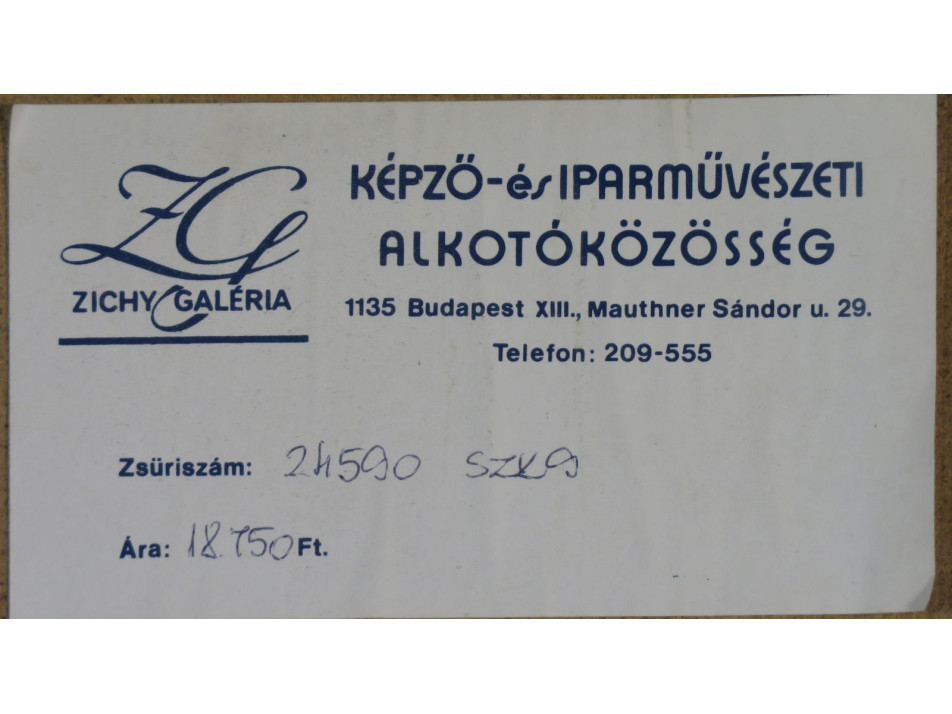 ZG
ZICHY GALÉRIA
KÉPZŐ- és IPARMŰVÉSZETI
ALKOTÓKÖZÖSSÉG
1135 Budapest XIII., Mauthner Sándor u. 29.
Telefon: 209-555
Zsüriszám: 24590
Ára: 18.750 Ft.